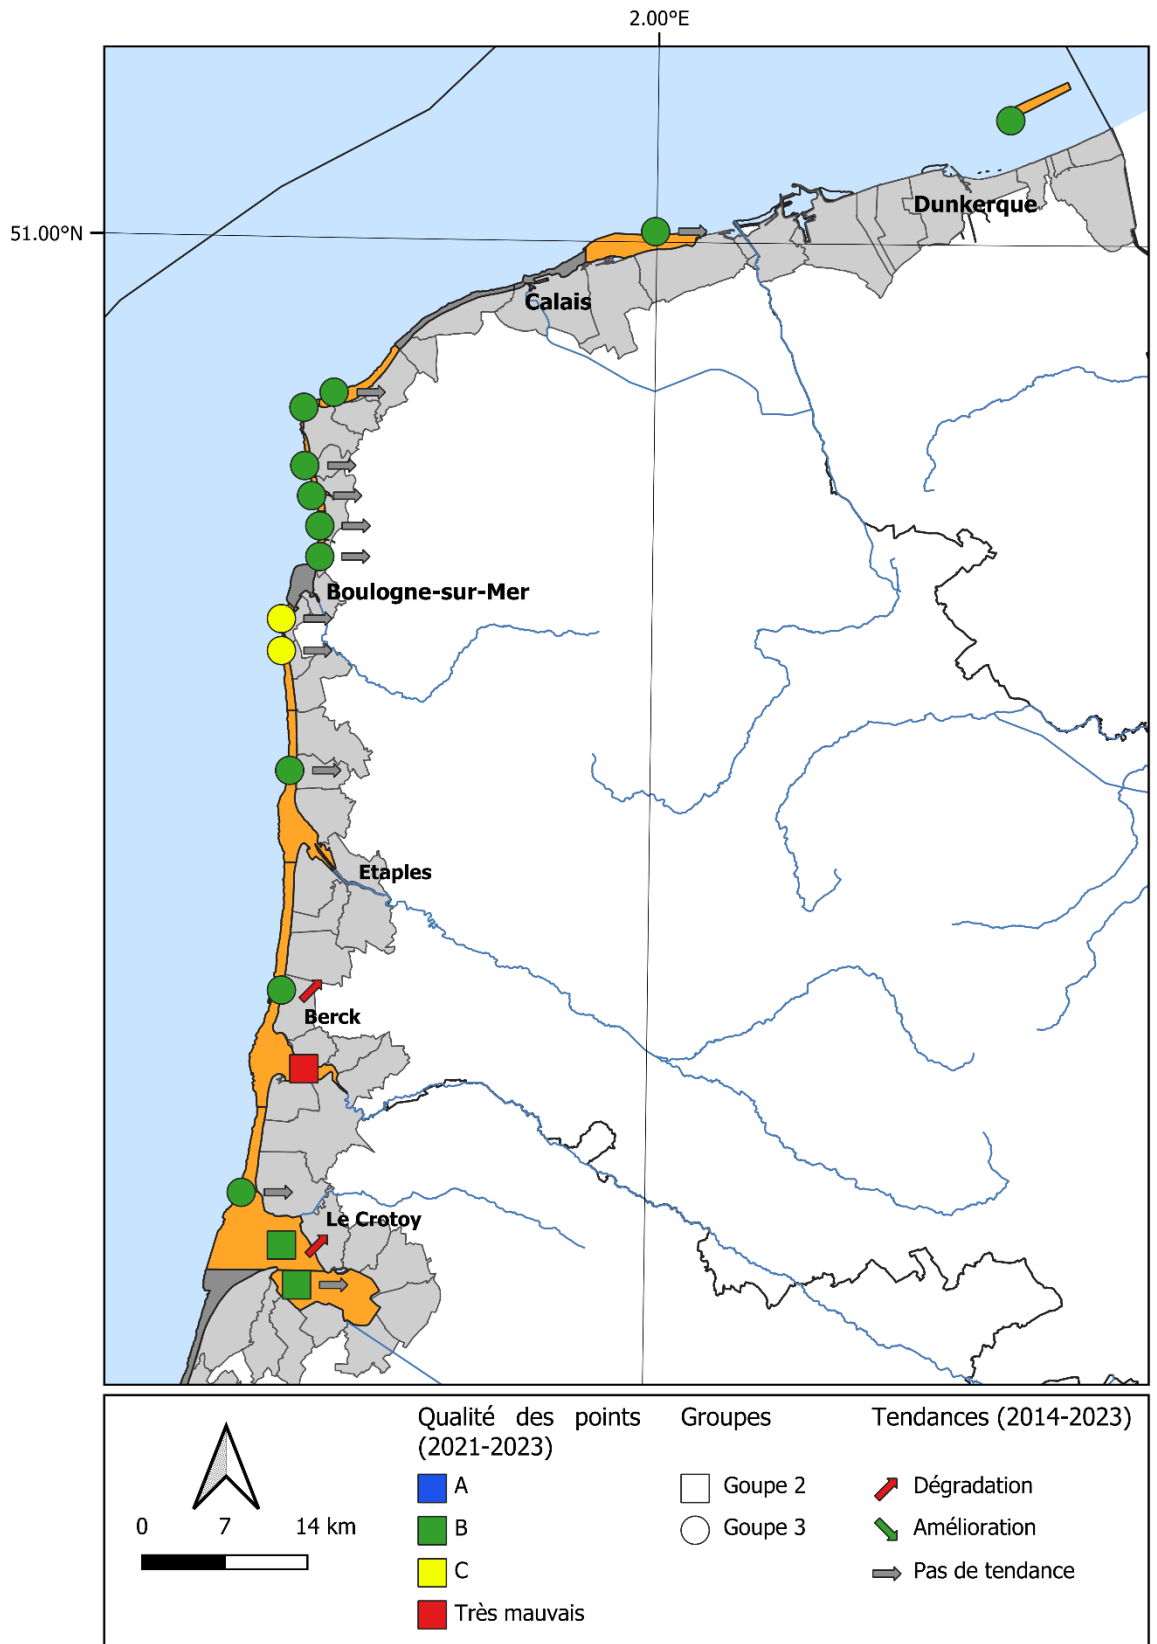 2.00°E
51.00°N
Dunkerque
Calais
Boulogne-sur-Mer
Etaples
Berck
Le Crotoy
0 7 14 km
Qualité des points
(2021-2023)
A
B
C
Très mauvais
Groupes
Goupe 2
Goupe 3
Tendances (2014-2023)
Dégradation
Amélioration
Pas de tendance